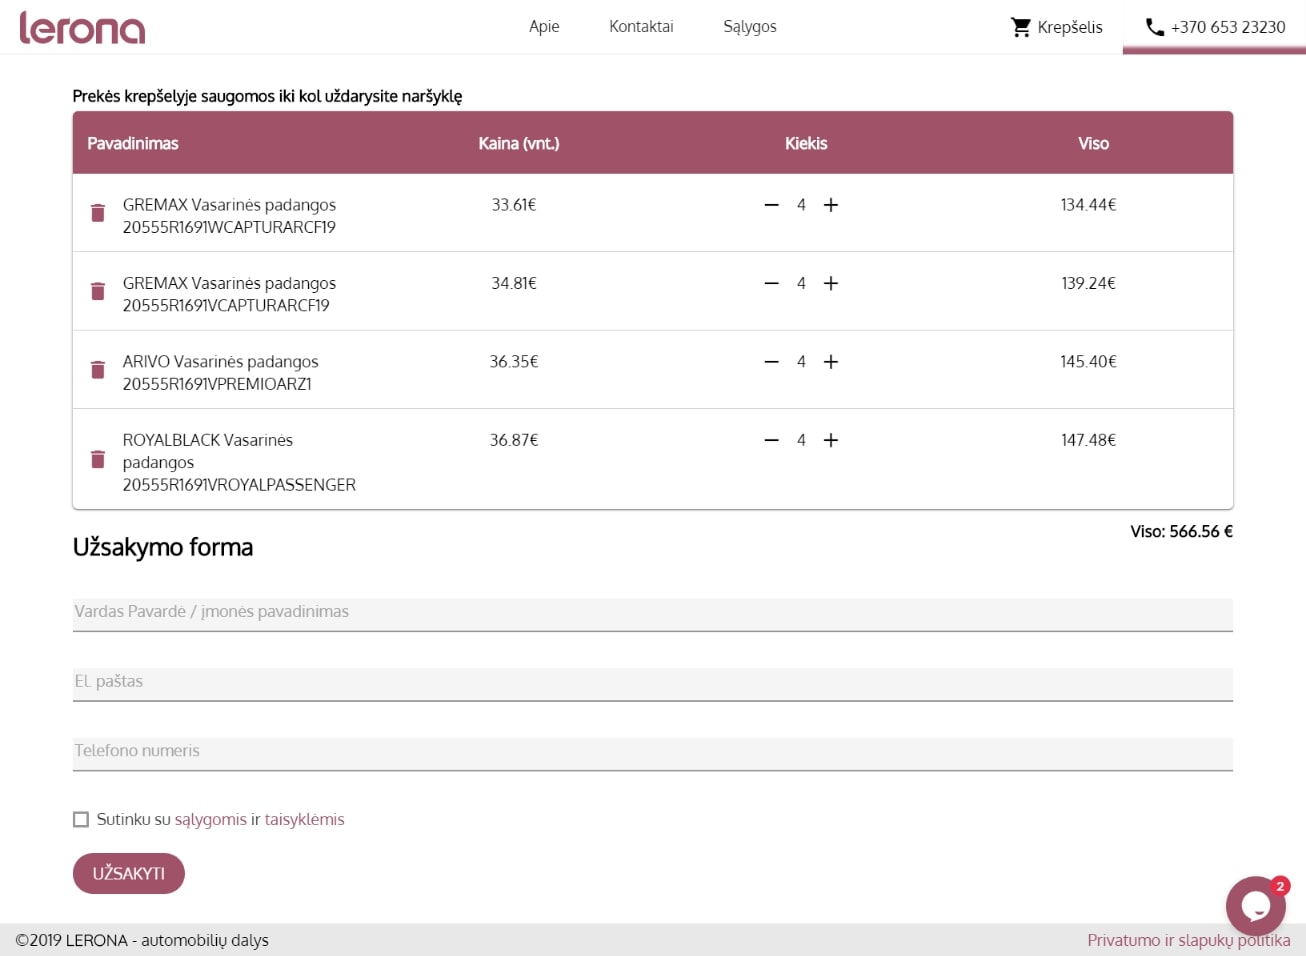 lerona
Apie Kontaktai Sąlygos Krepšelis +370 653 23230
Prekės krepšelyje saugomos iki kol uždarysite naršyklę
Pavadinimas Kaina (vnt.) Kiekis Viso
GREMAX Vasarinės padangos 33.61€ 4 134.44€
20555R1691WCAPTURARCF19
GREMAX Vasarinės padangos 34.81€ 4 139.24€
20555R1691VCAPTURARCF19
ARIVO Vasarinės padangos 36.35€ 4 145.40€
20555R1691VPREMIOARZ1
ROYALBLACK Vasarinės 36.87€ 4 147.48€
padangos
20555R1691VROYALPASSENGER
Viso: 566.56 €
Užsakymo forma
Vardas Pavardė / įmonės pavadinimas
El. paštas
Telefono numeris
Sutinku su sąlygomis ir taisyklėmis
UŽSAKYTI
2
©2019 LERONA - automobilių dalys Privatumo ir slapukų politika